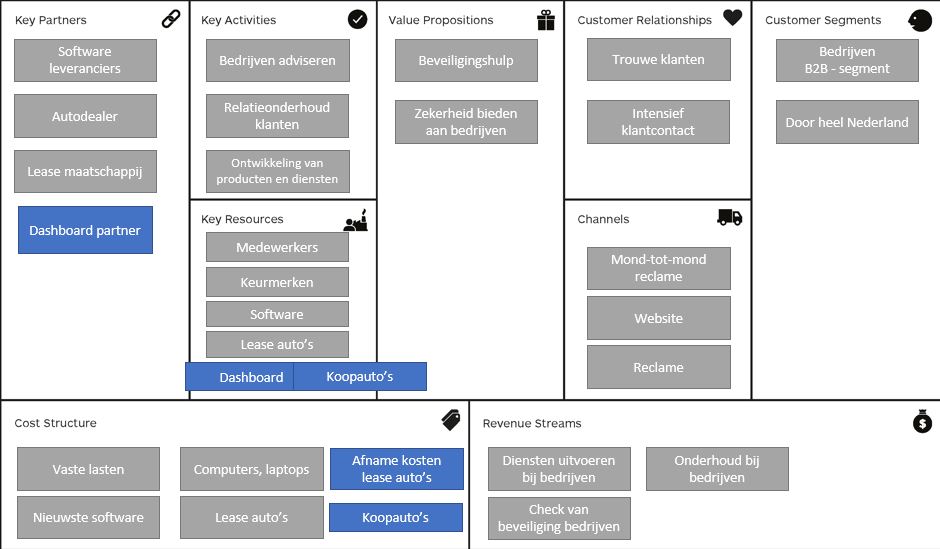 Key Partners
Software
leveranciers
Autodealer
Lease maatschappij
Dashboard partner
Key Activities
Bedrijven adviseren
Relatieonderhoud
klanten
Ontwikkeling van
producten en diensten
Key Resources
Medewerkers
Keurmerken
Software
Lease auto's
Dashboard
Koopauto's
Value Propositions
Beveiligingshulp
Zekerheid bieden
aan bedrijven
Customer Relationships
Trouwe klanten
Intensief
klantcontact
Channels
Mond-tot-mond
reclame
Website
Reclame
Customer Segments
Bedrijven
B2B - segment
Door heel Nederland
Cost Structure
Vaste lasten
Nieuwste software
Computers, laptops
Lease auto's
Afname kosten
lease auto's
Koopauto's
Revenue Streams
$
Diensten uitvoeren
bij bedrijven
Check van
beveiliging bedrijven
Onderhoud bij
bedrijven